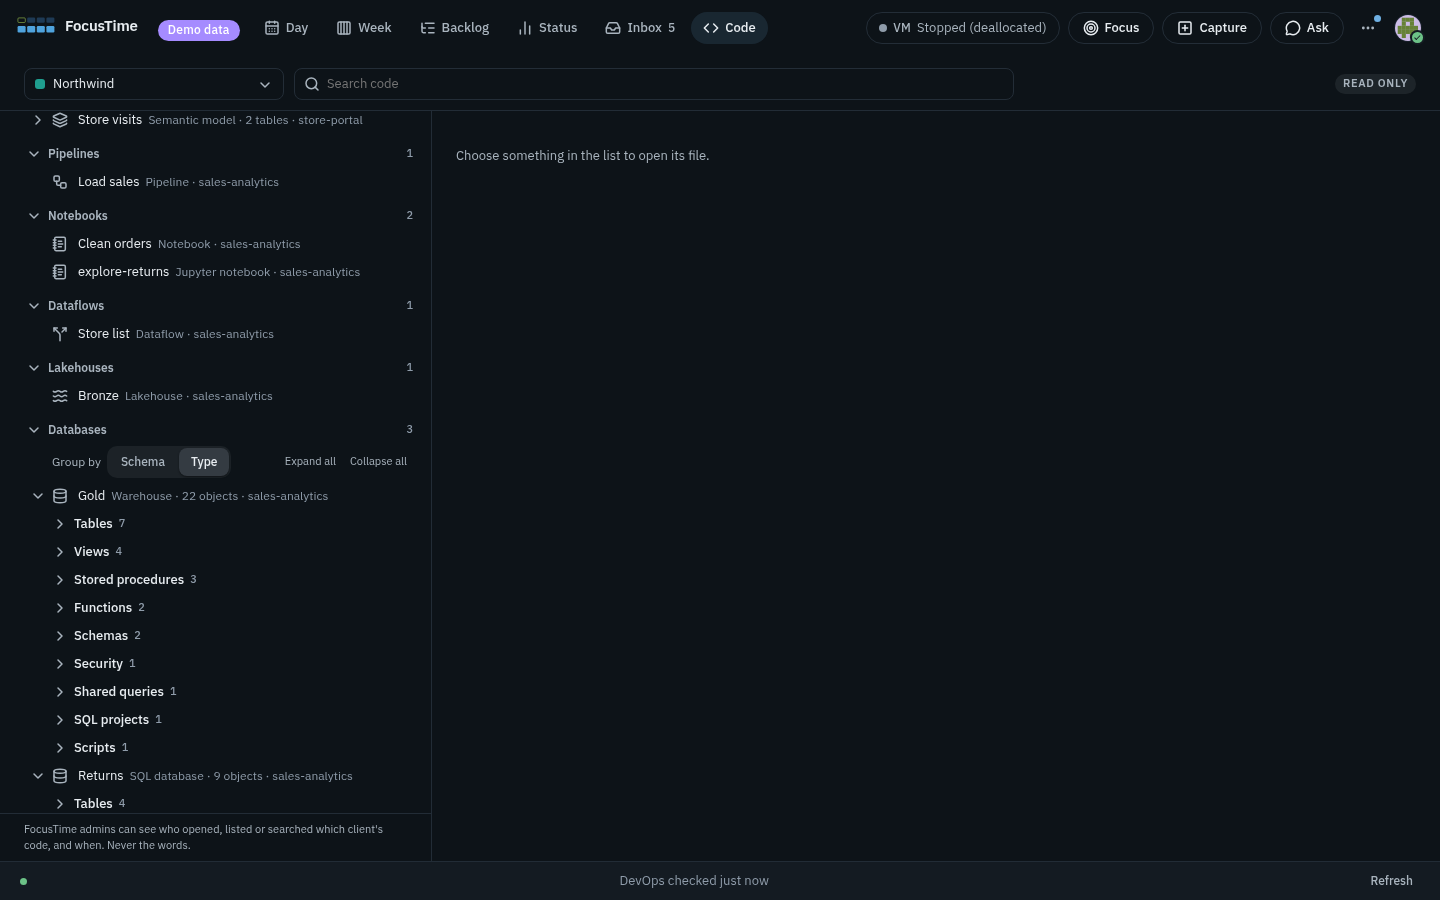 FocusTime
Demo data
Day
Week
Backlog
Status
Inbox 5
Code
VM Stopped (deallocated)
Focus
Capture
Ask
Northwind
Search code
READ ONLY
Store visits Semantic model · 2 tables · store-portal
Pipelines 1
Load sales Pipeline · sales-analytics
Notebooks 2
Clean orders Notebook · sales-analytics
explore-returns Jupyter notebook · sales-analytics
Dataflows 1
Store list Dataflow · sales-analytics
Lakehouses 1
Bronze Lakehouse · sales-analytics
Databases 3
Group by Schema Type Expand all Collapse all
Gold Warehouse · 22 objects · sales-analytics
Tables 7
Views 4
Stored procedures 3
Functions 2
Schemas 2
Security 1
Shared queries 1
SQL projects 1
Scripts 1
Returns SQL database · 9 objects · sales-analytics
Tables 4
FocusTime admins can see who opened, listed or searched which client's
code, and when. Never the words.
Choose something in the list to open its file.
DevOps checked just now
Refresh